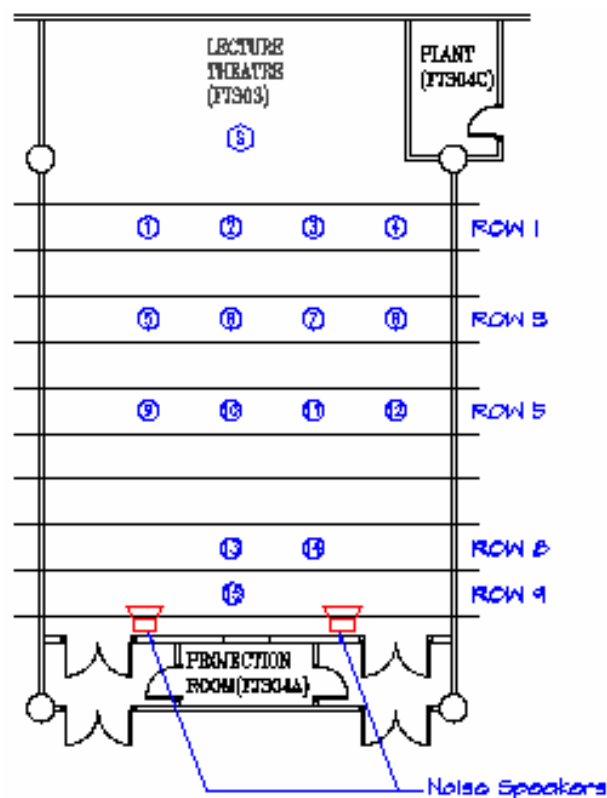 LECTURE
THEATRE
(FT303)
PLANT
(FT304C)
S
1 2 3 4 ROW 1
5 6 7 8 ROW 3
9 10 11 12 ROW 5
13 14 ROW 8
15 ROW 9
PROJECTION
ROOM(FT304A)
Noise Speakers